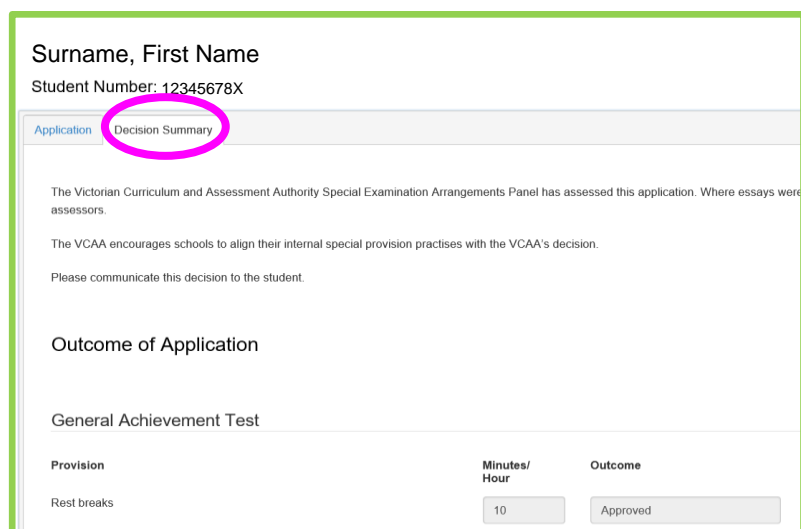 Surname, First Name
Student Number: 12345678X
Application Decision Summary
The Victorian Curriculum and Assessment Authority Special Examination Arrangements Panel has assessed this application. Where essays were
assessors.
The VCAA encourages schools to align their internal special provision practises with the VCAA's decision.
Please communicate this decision to the student.
Outcome of Application
General Achievement Test
Provision Minutes/ Outcome
Hour
Rest breaks 10 Approved